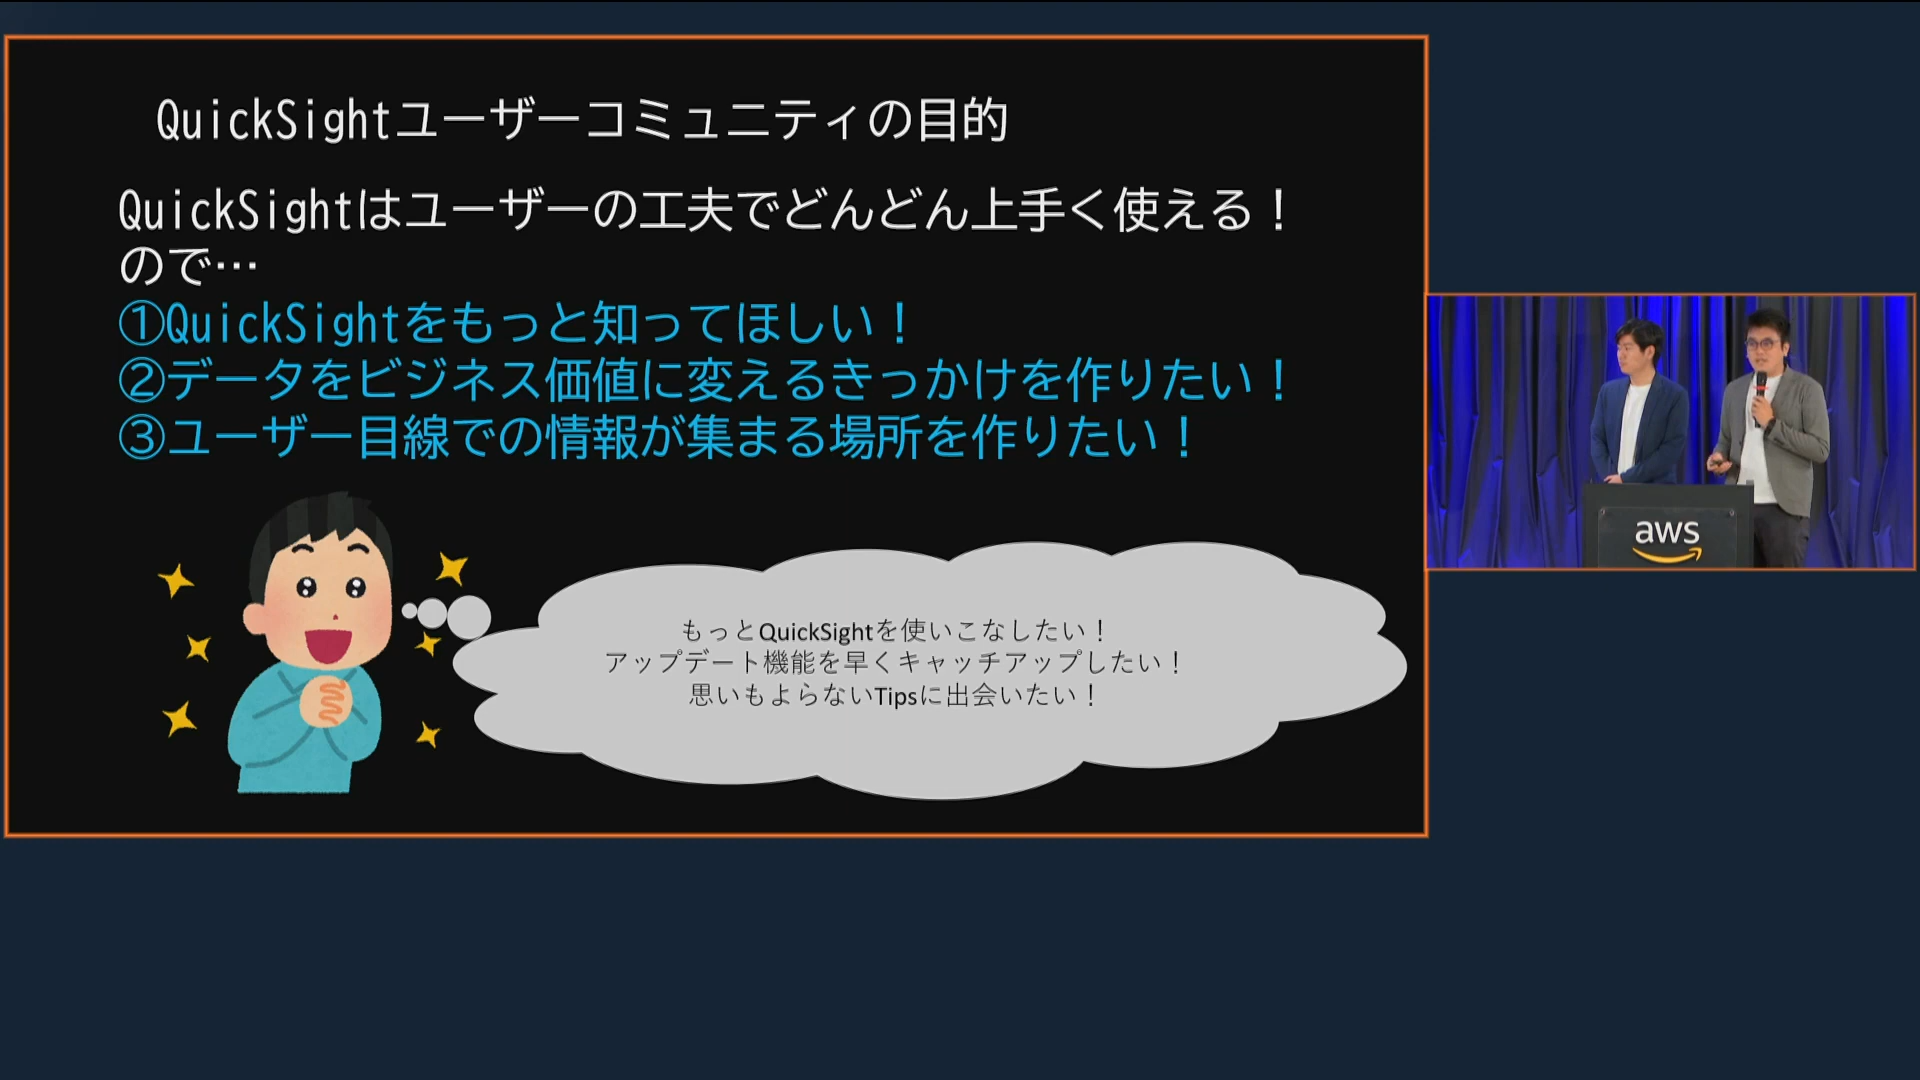 QuickSightユーザーコミュニティの目的
QuickSightはユーザーの工夫でどんどん上手く使える！
ので…
①QuickSightをもっと知ってほしい！
②データをビジネス価値に変えるきっかけを作りたい！
③ユーザー目線での情報が集まる場所を作りたい！
もっとQuickSightを使いこなしたい！
アップデート機能を早くキャッチアップしたい！
思いもよらないTipsに出会いたい！
aws